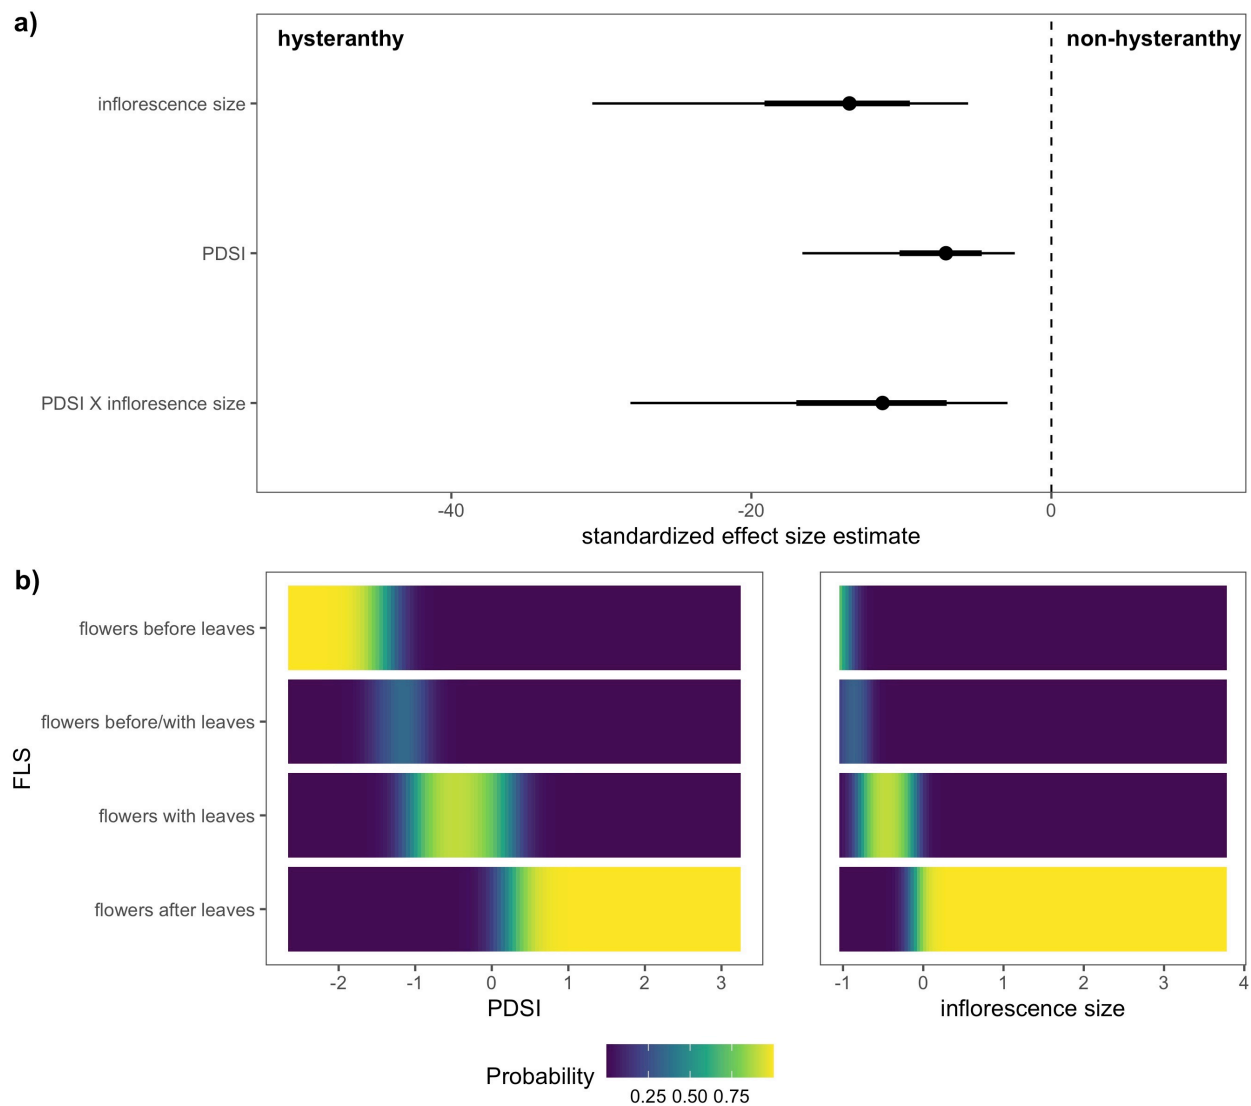 a)
hysteranthy
non-hysteranthy
inflorescence size
PDSI
PDSI X infloresence size
-40
-20
0
standardized effect size estimate
b)
FLS
flowers before leaves
flowers before/with leaves
flowers with leaves
flowers after leaves
-2
-1
0
1
2
3
PDSI
-1
0
1
2
3
4
inflorescence size
Probability
0.25 0.50 0.75